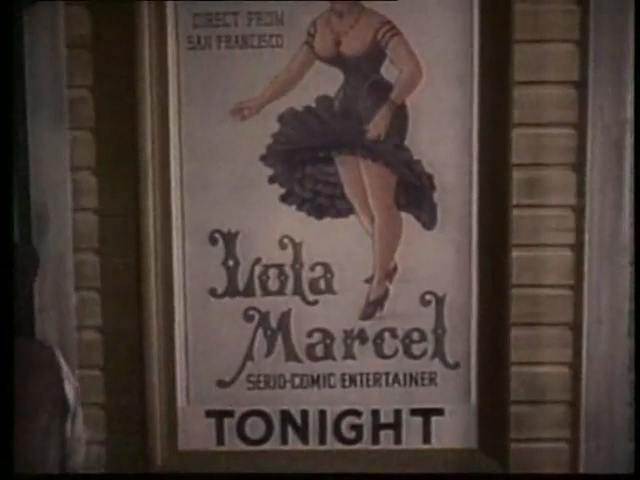 DIRECT FROM
SAN FRANCISCO
Lola
Marcel
SERIO-COMIC ENTERTAINER
TONIGHT